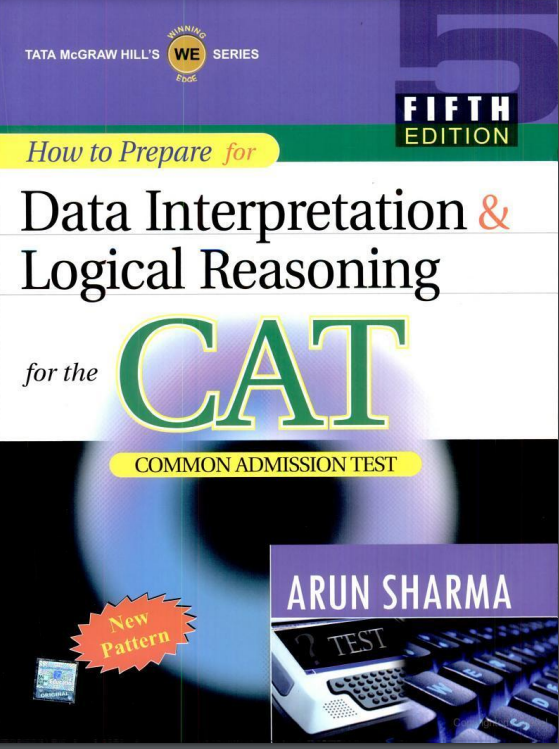 TATA McGRAW HILL'S WINNING WE EDGE SERIES
5
FIFTH
EDITION
How to Prepare for
Data Interpretation &
Logical Reasoning
for the CAT
COMMON ADMISSION TEST
ARUN SHARMA
New
Pattern
? TEST
ORIGINAL